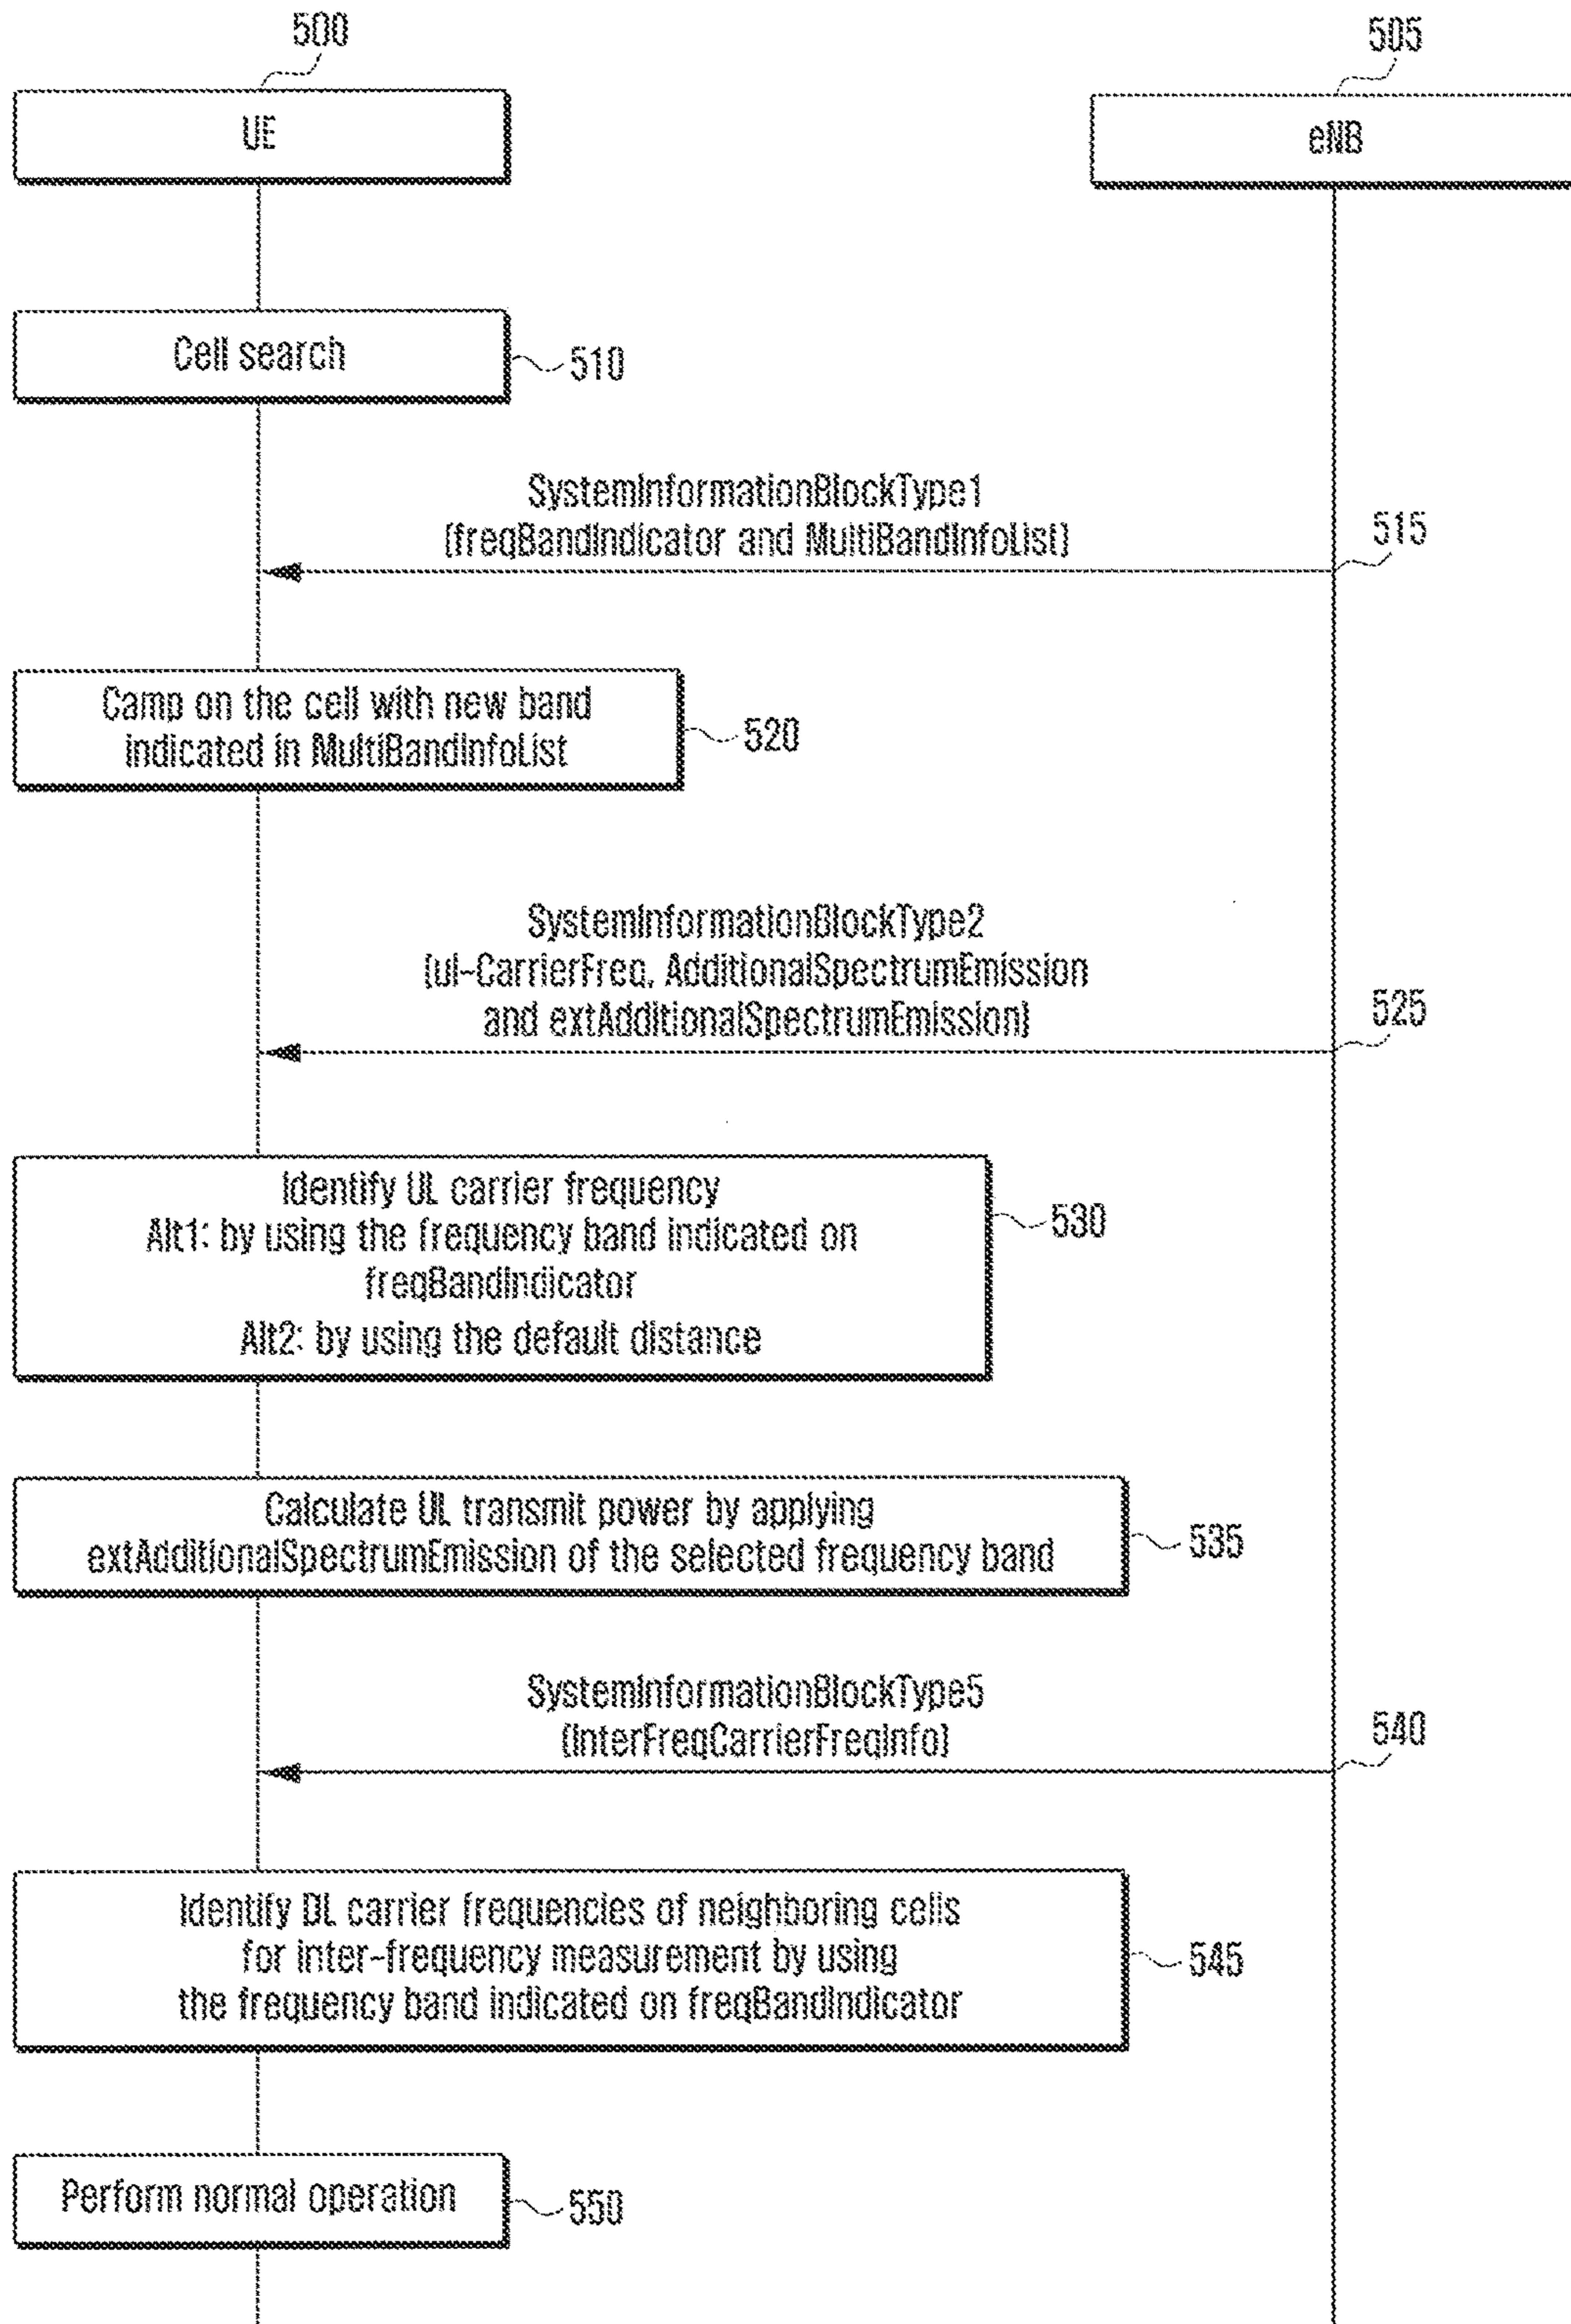 500
505
UE
eNB
Cell search
510
SystemInformationBlockType1
(freqBandIndicator and MultiBandInfoList)
515
Camp on the cell with new band
indicated in MultiBandInfoList
520
SystemInformationBlockType2
(ul-CarrierFreq, AdditionalSpectrumEmission
and extAdditionalSpectrumEmission)
525
Identify UL carrier frequency
Alt1: by using the frequency band indicated on
freqBandIndicator
Alt2: by using the default distance
530
Calculate UL transmit power by applying
extAdditionalSpectrumEmission of the selected frequency band
535
SystemInformationBlockType5
(InterFreqCarrierFreqInfo)
540
Identify DL carrier frequencies of neighboring cells
for inter-frequency measurement by using
the frequency band indicated on freqBandIndicator
545
Perform normal operation
550